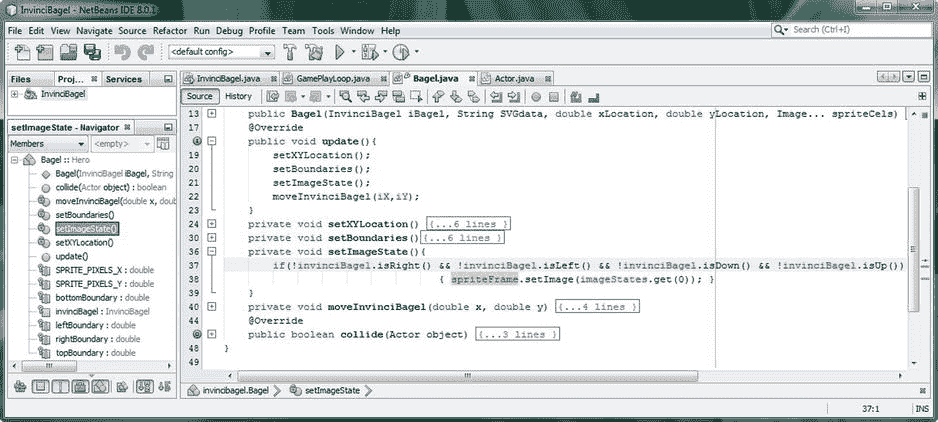 InvinciBagel - NetBeans IDE 8.0.1
File Edit View Navigate Source Refactor Run Debug Profile Team Tools Window Help
Search (Ctrl+I)
<default config>
Files Proj... Services
InvinciBagel.java GamePlayLoop.java Bagel.java Actor.java
InvinciBagel
Source History
13 public Bagel(InvinciBagel iBagel, String SVGdata, double xLocation, double yLocation, Image... spriteCels)
17 @Override
public void update(){
19 setXYLocation();
20 setBoundaries();
21 setImageState();
22 moveInvinciBagel(iX,iY);
23 }
24 private void setXYLocation() {...6 lines }
30 private void setBoundaries() {...6 lines }
36 private void setImageState(){
37 if(!invinciBagel.isRight() && !invinciBagel.isLeft() && !invinciBagel.isDown() && !invinciBagel.isUp())
38 { spriteFrame.setImage(imageStates.get(0)); }
39 }
40 private void moveInvinciBagel(double x, double y) {...4 lines }
44 @Override
public boolean collide(Actor object) {...3 lines }
48 }
49
setImageState - Navigator
Members <empty>
Bagel :: Hero
Bagel(InvinciBagel iBagel, String
collide(Actor object) : boolean
moveInvinciBagel(double x, doub
setBoundaries()
setImageState()
setXYLocation()
update()
SPRITE_PIXELS_X : double
SPRITE_PIXELS_Y : double
bottomBoundary : double
invinciBagel : InvinciBagel
leftBoundary : double
rightBoundary : double
topBoundary : double
invincibagel.Bagel setImageState
37:1 INS